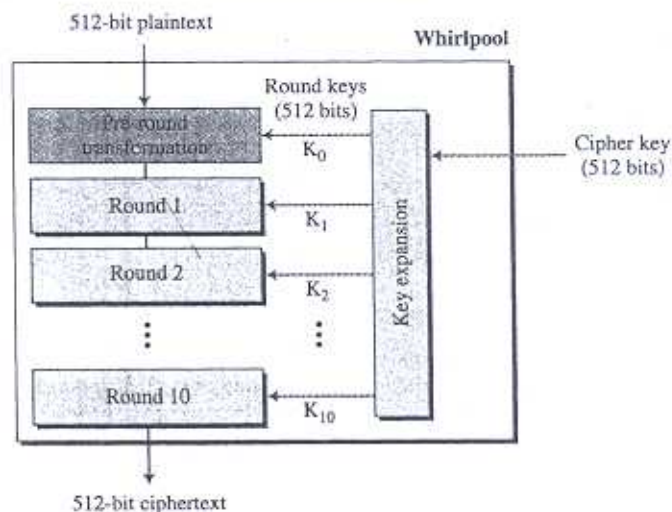 512-bit plaintext
Whirlpool
Round keys
(512 bits)
Pre-round
transformation
K0
Cipher key
(512 bits)
Round 1
K1
Round 2
K2
Key expansion
Round 10
K10
512-bit ciphertext